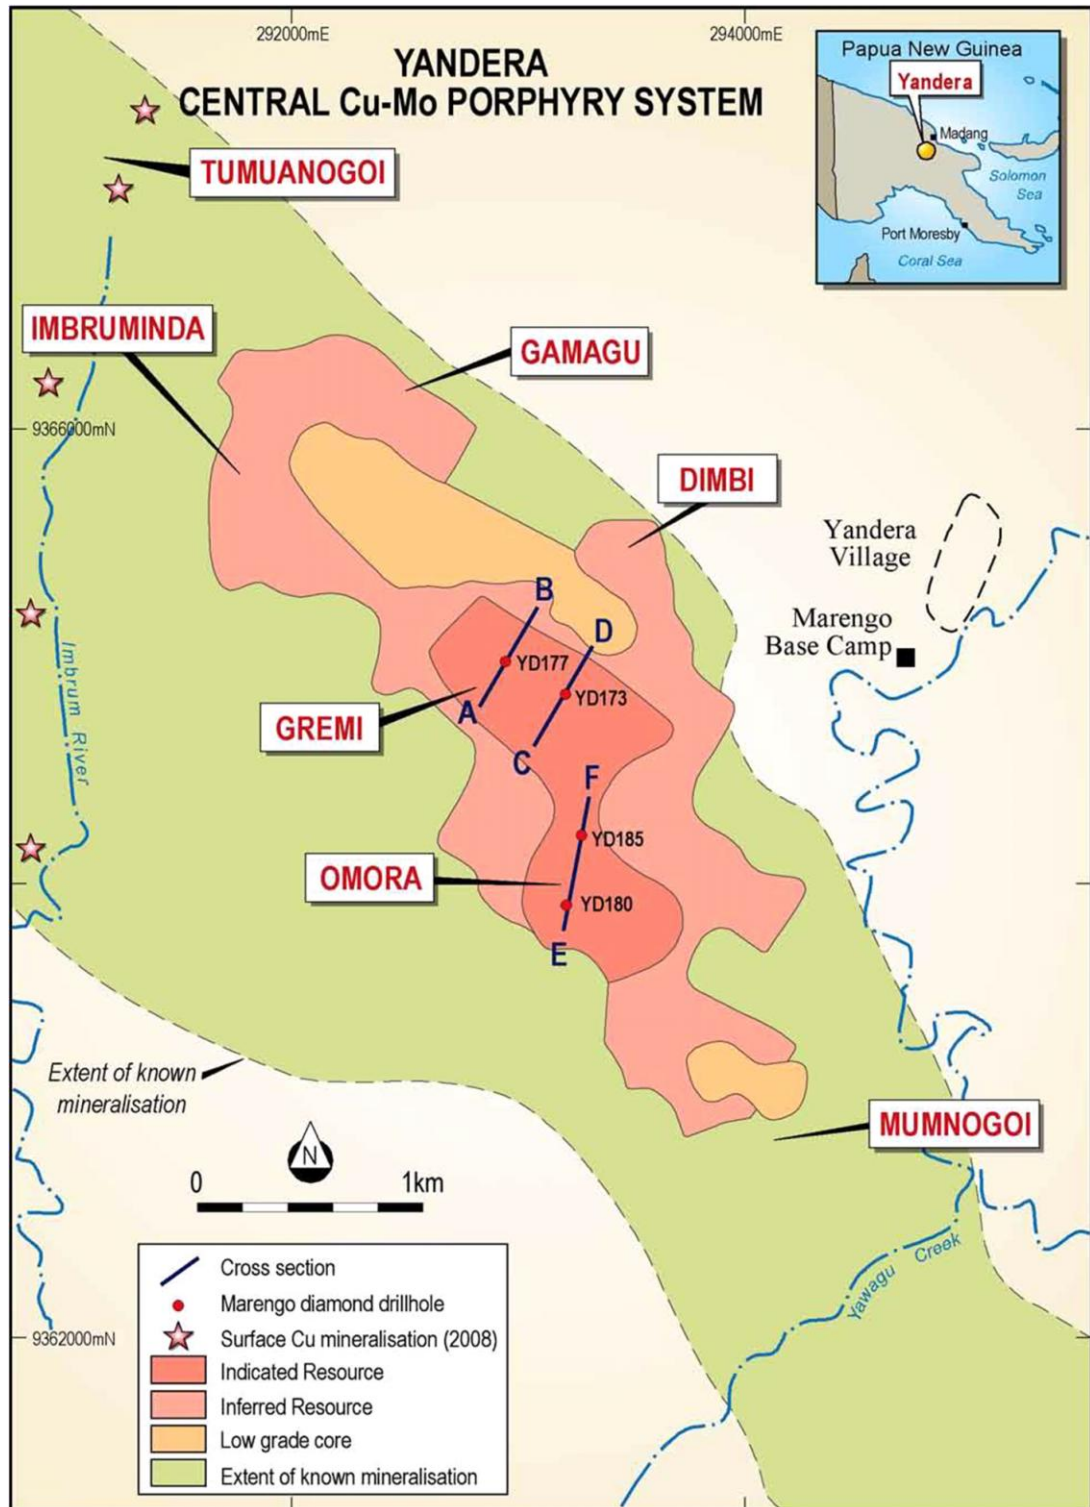 292000mE
294000mE
YANDERA
CENTRAL Cu-Mo PORPHYRY SYSTEM
Papua New Guinea
Yandera
Madang
Solomon
Sea
Port Moresby
Coral Sea
TUMUANOGOI
IMBRUMINDA
GAMAGU
9366000mN
DIMBI
Yandera
Village
Marengo
Base Camp
B
D
YD177
YD173
A
GREMI
C
Imbrum River
F
YD185
OMORA
YD180
E
Extent of known
mineralisation
MUMNOGOI
N
0
1km
Yawagu Creek
9362000mN
Cross section
Marengo diamond drillhole
Surface Cu mineralisation (2008)
Indicated Resource
Inferred Resource
Low grade core
Extent of known mineralisation